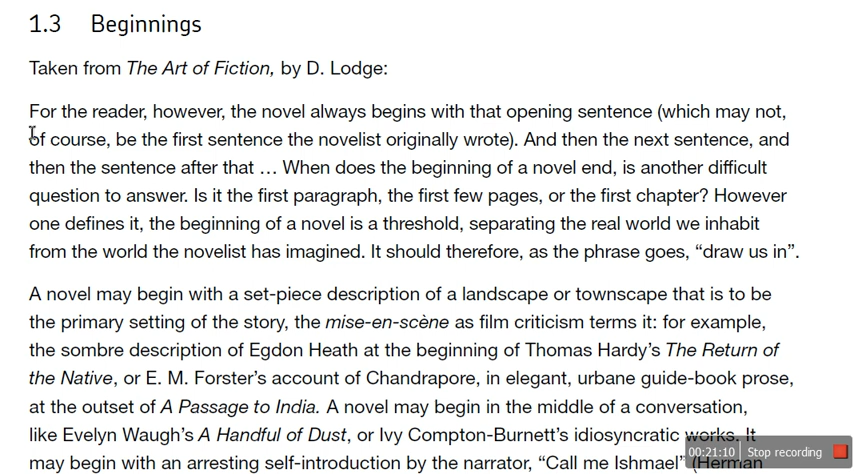 1.3 Beginnings
Taken from The Art of Fiction, by D. Lodge:
For the reader, however, the novel always begins with that opening sentence (which may not,
of course, be the first sentence the novelist originally wrote). And then the next sentence, and
then the sentence after that … When does the beginning of a novel end, is another difficult
question to answer. Is it the first paragraph, the first few pages, or the first chapter? However
one defines it, the beginning of a novel is a threshold, separating the real world we inhabit
from the world the novelist has imagined. It should therefore, as the phrase goes, “draw us in”.
A novel may begin with a set-piece description of a landscape or townscape that is to be
the primary setting of the story, the mise-en-scène as film criticism terms it: for example,
the sombre description of Egdon Heath at the beginning of Thomas Hardy’s The Return of
the Native, or E. M. Forster’s account of Chandrapore, in elegant, urbane guide-book prose,
at the outset of A Passage to India. A novel may begin in the middle of a conversation,
like Evelyn Waugh’s A Handful of Dust, or Ivy Compton-Burnett’s idiosyncratic works. It
may begin with an arresting self-introduction by the narrator, “Call me Ishmael” (Herman
00:21:10 Stop recording